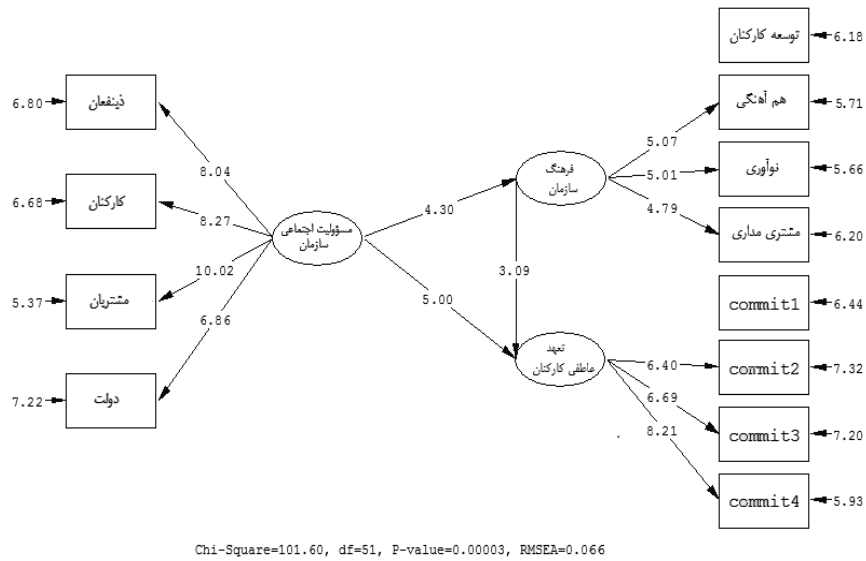 توسعه کارکنان
6.18
6.80
ذینفعان
هم آهنگی
5.71
8.04
5.07
6.68
کارکنان
8.27
مسؤولیت اجتماعی
سازمان
4.30
فرهنگ
سازمان
5.01
نوآوری
5.66
4.79
مشتری مداری
6.20
10.02
5.37
مشتریان
6.86
5.00
3.09
commit1
6.44
تعهد
عاطفی کارکنان
6.40
commit2
7.32
7.22
دولت
6.69
commit3
7.20
8.21
commit4
5.93
Chi-Square=101.60, df=51, P-value=0.00003, RMSEA=0.066